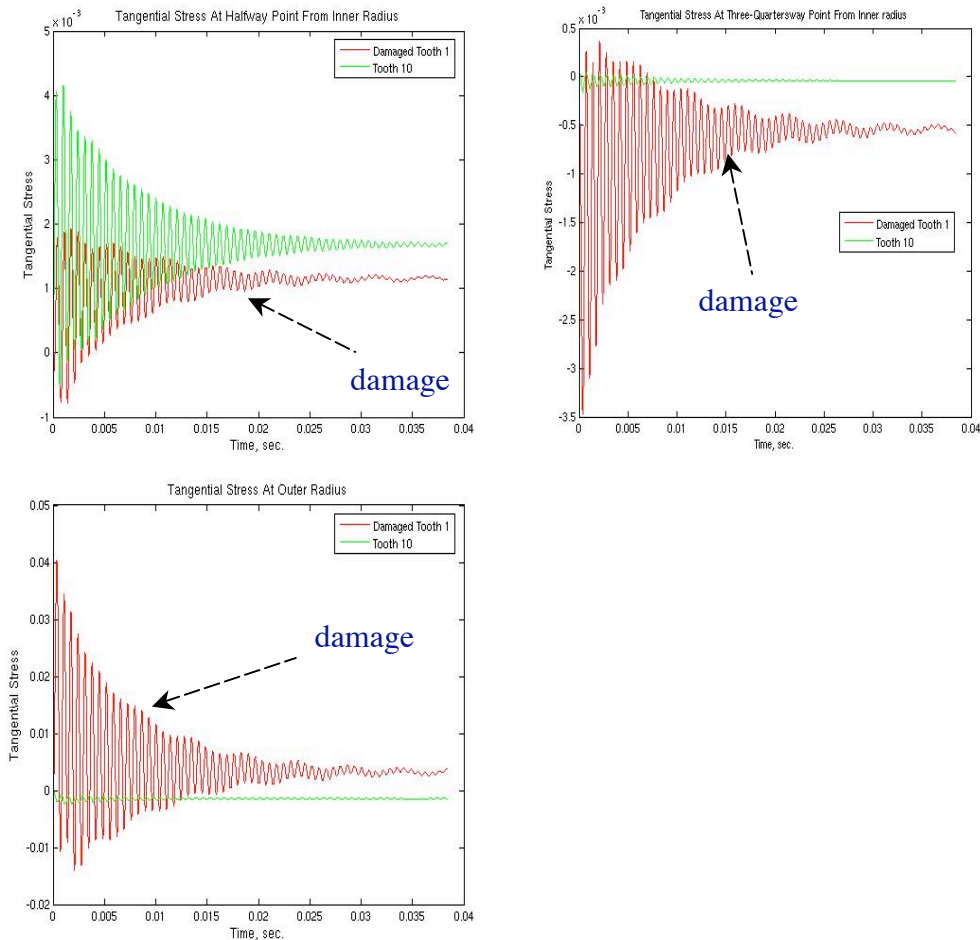 Tangential Stress At Halfway Point From Inner Radius
x 10⁻³
5
4
3
2
1
0
-1
Tangential Stress
Damaged Tooth 1
Tooth 10
damage
0 0.005 0.01 0.015 0.02 0.025 0.03 0.035 0.04
Time, sec.
Tangential Stress At Three-Quartersway Point From Inner radius
x 10⁻³
0.5
0
-0.5
-1
-1.5
-2
-2.5
-3
-3.5
Tangential Stress
Damaged Tooth 1
Tooth 10
damage
0 0.005 0.01 0.015 0.02 0.025 0.03 0.035 0.04
Time, sec.
Tangential Stress At Outer Radius
0.05
0.04
0.03
0.02
0.01
0
-0.01
-0.02
Tangential Stress
Damaged Tooth 1
Tooth 10
damage
0 0.005 0.01 0.015 0.02 0.025 0.03 0.035 0.04
Time, sec.